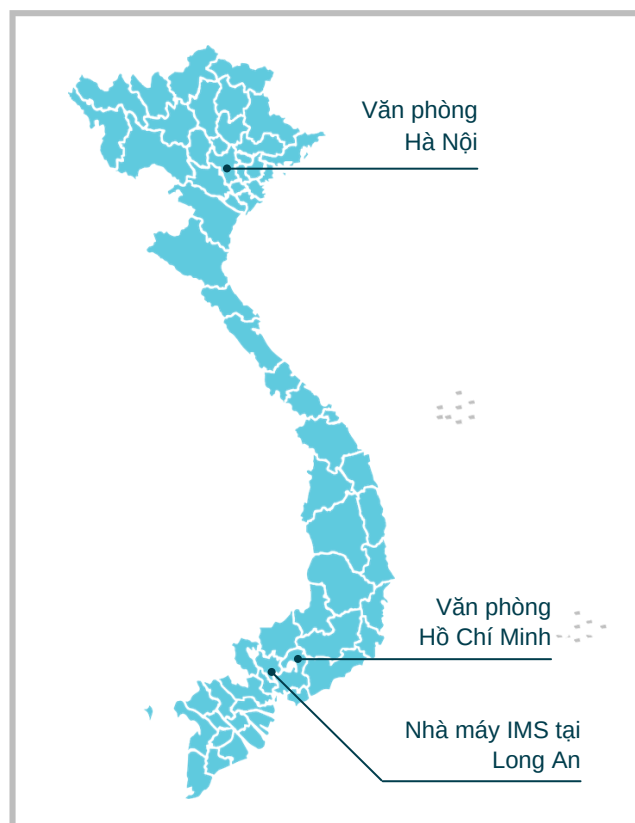 Văn phòng
Hà Nội
Văn phòng
Hồ Chí Minh
Nhà máy IMS tại
Long An